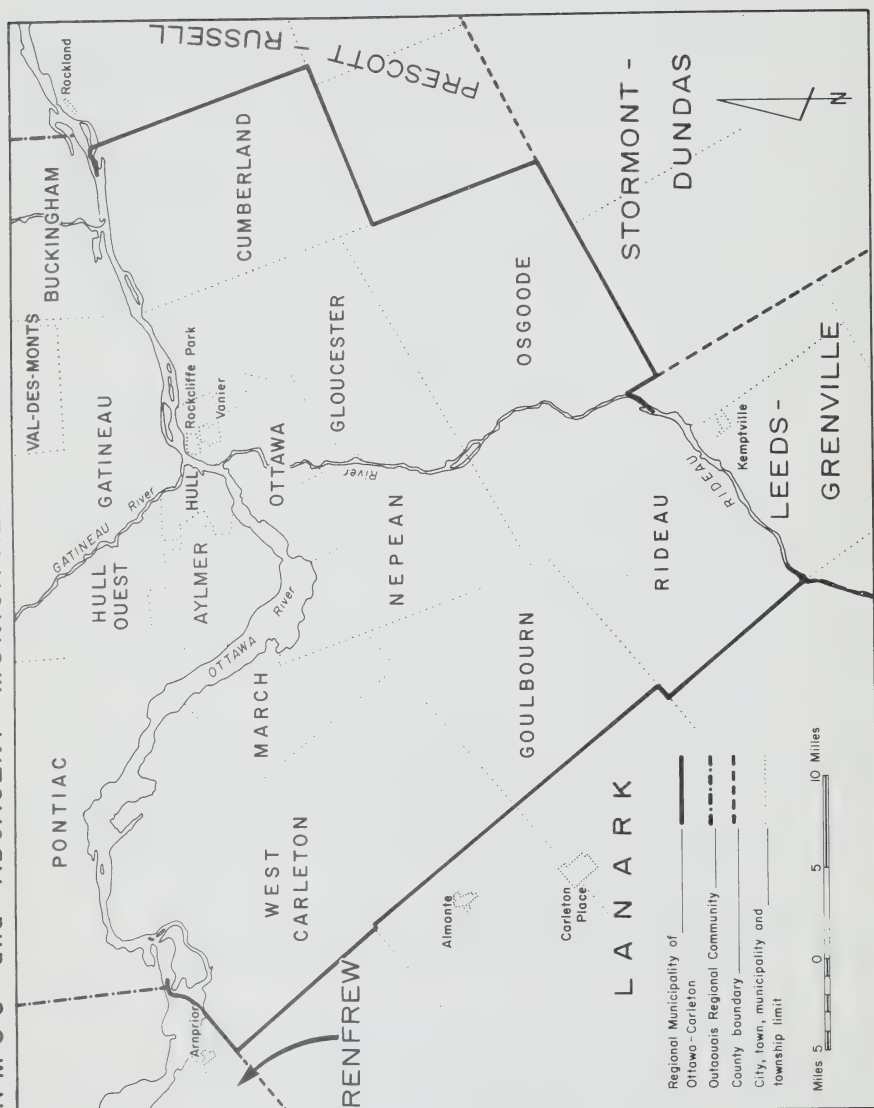 PONTIAC
HULL
OUEST
GATINEAU
River
GATINEAU
VAL-DES-MONTS
BUCKINGHAM
Rockland
AYLMER
HULL
Rockcliffe Park
Vanier
OTTAWA
River
OTTAWA
CUMBERLAND
PRESCOTT - RUSSELL
Arnprior
RENFREW
WEST
CARLETON
MARCH
NEPEAN
River
GLOUCESTER
OSGOODE
GOULBOURN
RIDEAU
Almonte
Carleton
Place
LANARK
RIDEAU
Kemptville
LEEDS-
GRENVILLE
STORMONT-
DUNDAS
N
Regional Municipality of
Ottawa-Carleton
Outaouais Regional Community
County boundary
City, town, municipality and
township limit
Miles 5 0 5 10 Miles